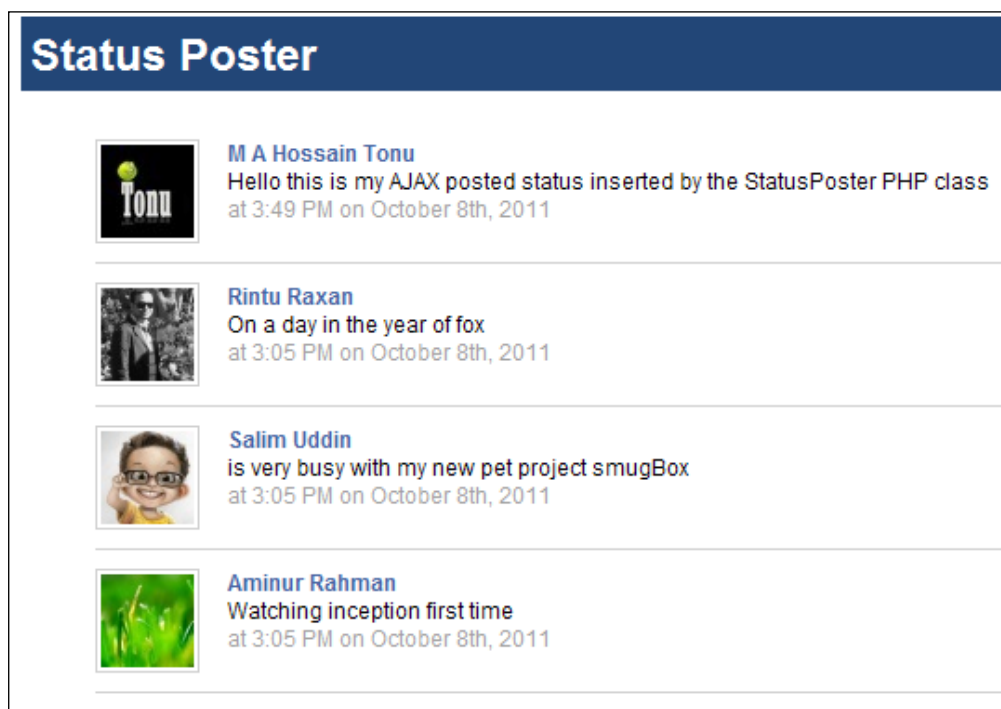 Status Poster
Tonu
M A Hossain Tonu
Hello this is my AJAX posted status inserted by the StatusPoster PHP class
at 3:49 PM on October 8th, 2011
Rintu Raxan
On a day in the year of fox
at 3:05 PM on October 8th, 2011
Salim Uddin
is very busy with my new pet project smugBox
at 3:05 PM on October 8th, 2011
Aminur Rahman
Watching inception first time
at 3:05 PM on October 8th, 2011